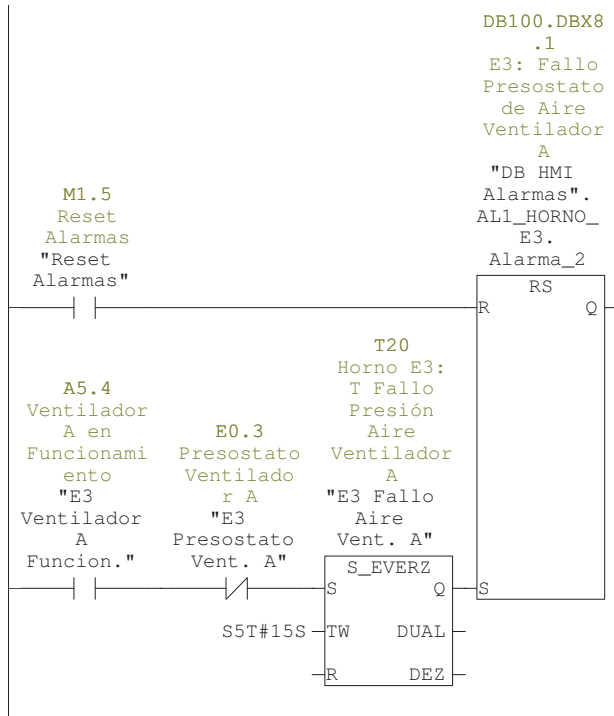 DB100.DBX8
.1
E3: Fallo
Presostato
de Aire
Ventilador
A
"DB HMI
Alarmas".
AL1_HORNO_
E3.
Alarma_2
M1.5
Reset
Alarmas
"Reset
Alarmas"
RS
R
Q
T20
Horno E3:
T Fallo
Presión
Aire
Ventilador
A
"E3 Fallo
Aire
Vent. A"
A5.4
Ventilador
A en
Funcionami
ento
"E3
Ventilador
A
Funcion."
E0.3
Presostato
Ventilado
r A
"E3
Presostato
Vent. A"
S_EVERZ
S
Q
S
S5T#15S
TW
DUAL
R
DEZ